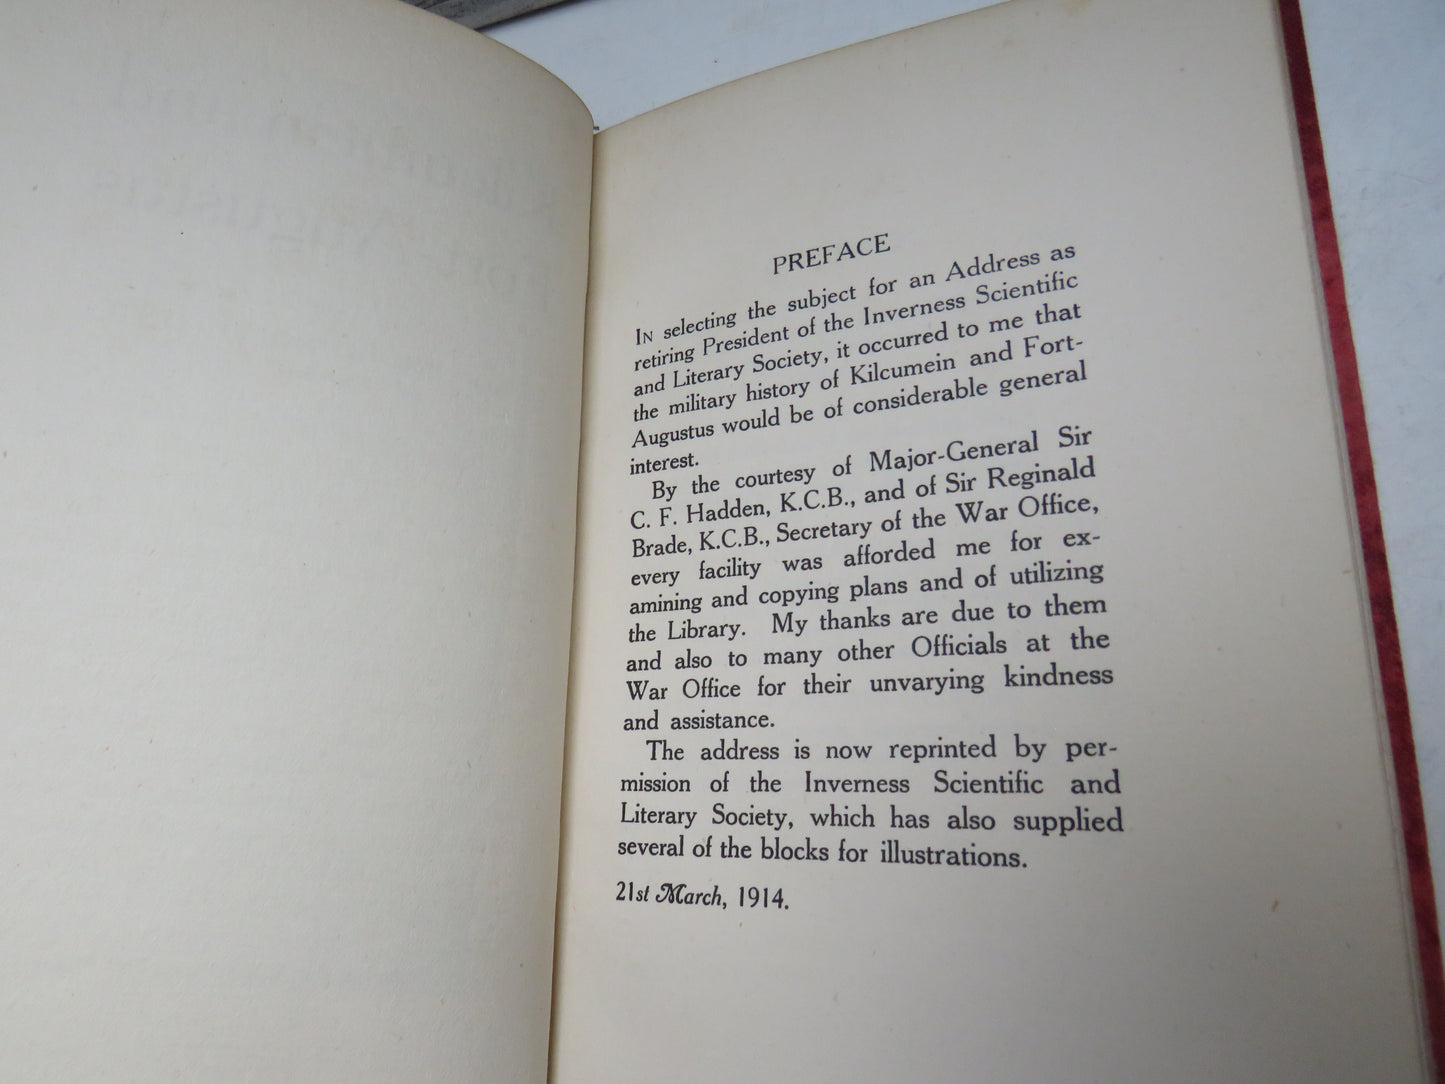 PREFACE
IN selecting the subject for an Address as
retiring President of the Inverness Scientific
and Literary Society, it occurred to me that
the military history of Kilcumein and Fort-
Augustus would be of considerable general
interest.
By the courtesy of Major-General Sir
C. F. Hadden, K.C.B., and of Sir Reginald
Brade, K.C.B., Secretary of the War Office,
every facility was afforded me for ex-
amining and copying plans and of utilizing
the Library. My thanks are due to them
and also to many other Officials at the
War Office for their unvarying kindness
and assistance.
The address is now reprinted by per-
mission of the Inverness Scientific and
Literary Society, which has also supplied
several of the blocks for illustrations.
21st March, 1914.